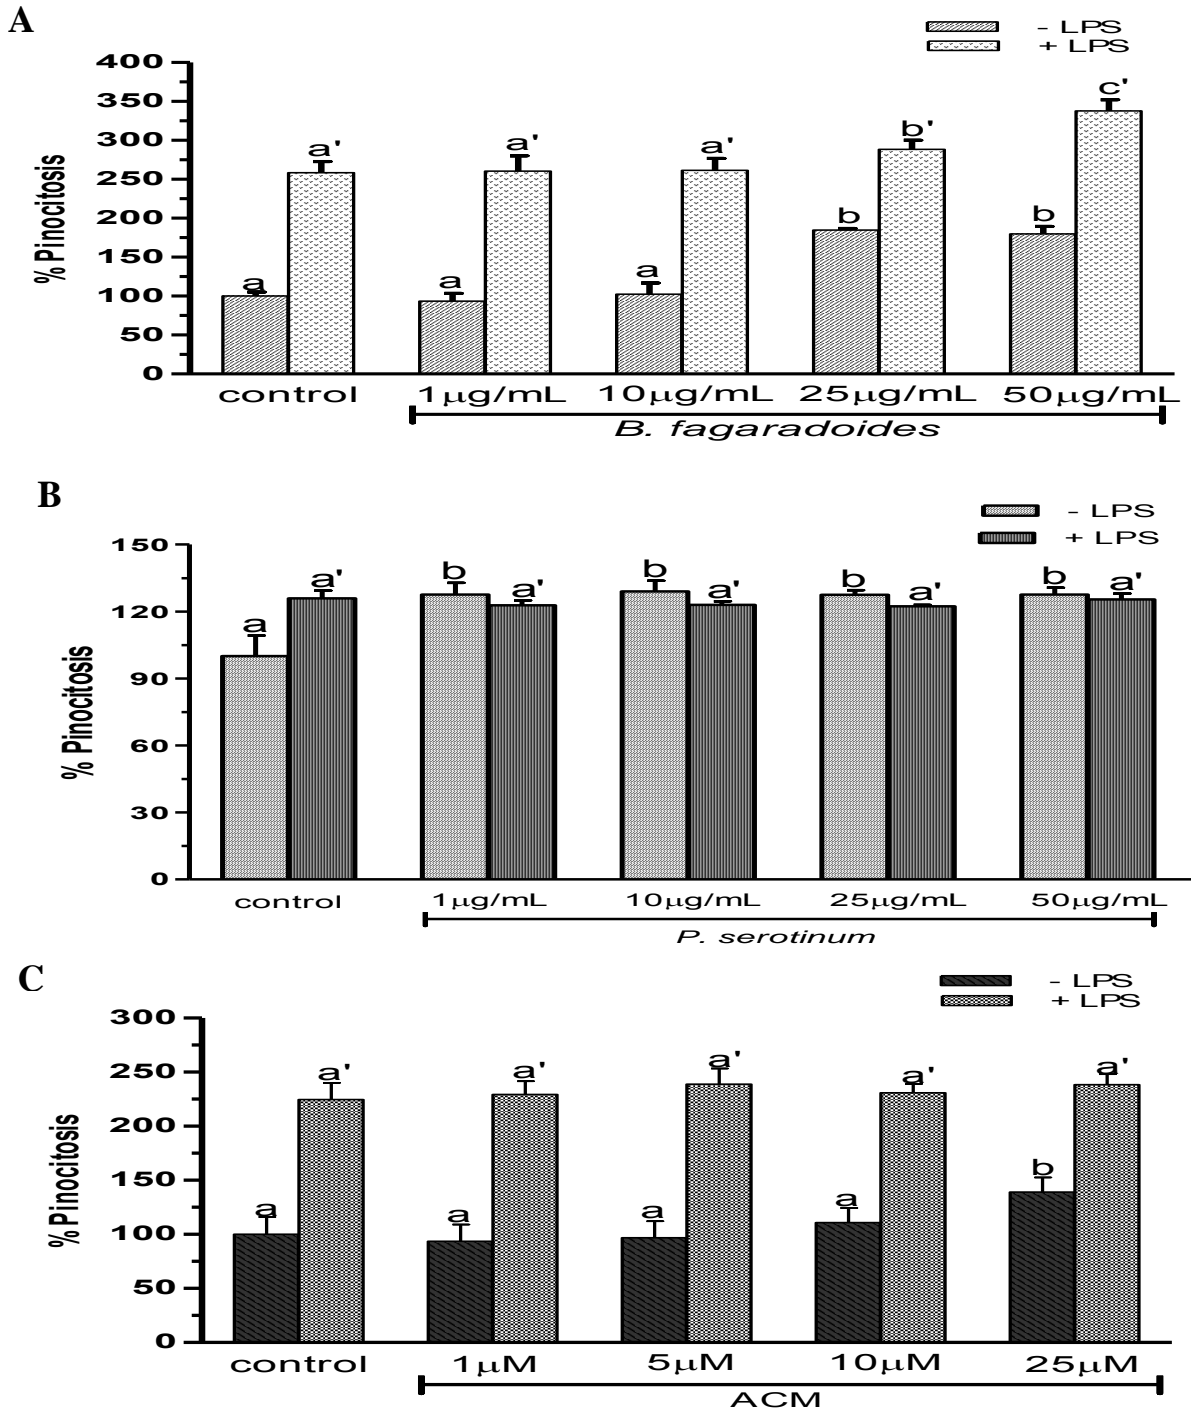 A
- LPS
+ LPS
% Pinocitosis
400
350
300
250
200
150
100
50
0
a a' a a' a a' b b' b c'
control 1μg/mL 10μg/mL 25μg/mL 50μg/mL
B. fagaradoides
B
- LPS
+ LPS
% Pinocitosis
150
120
90
60
30
0
a a' b a' b a' b a' b a'
control 1μg/mL 10μg/mL 25μg/mL 50μg/mL
P. serotinum
C
- LPS
+ LPS
% Pinocitosis
300
250
200
150
100
50
0
a a' a a' a a' a a' b a'
control 1μM 5μM 10μM 25μM
ACM